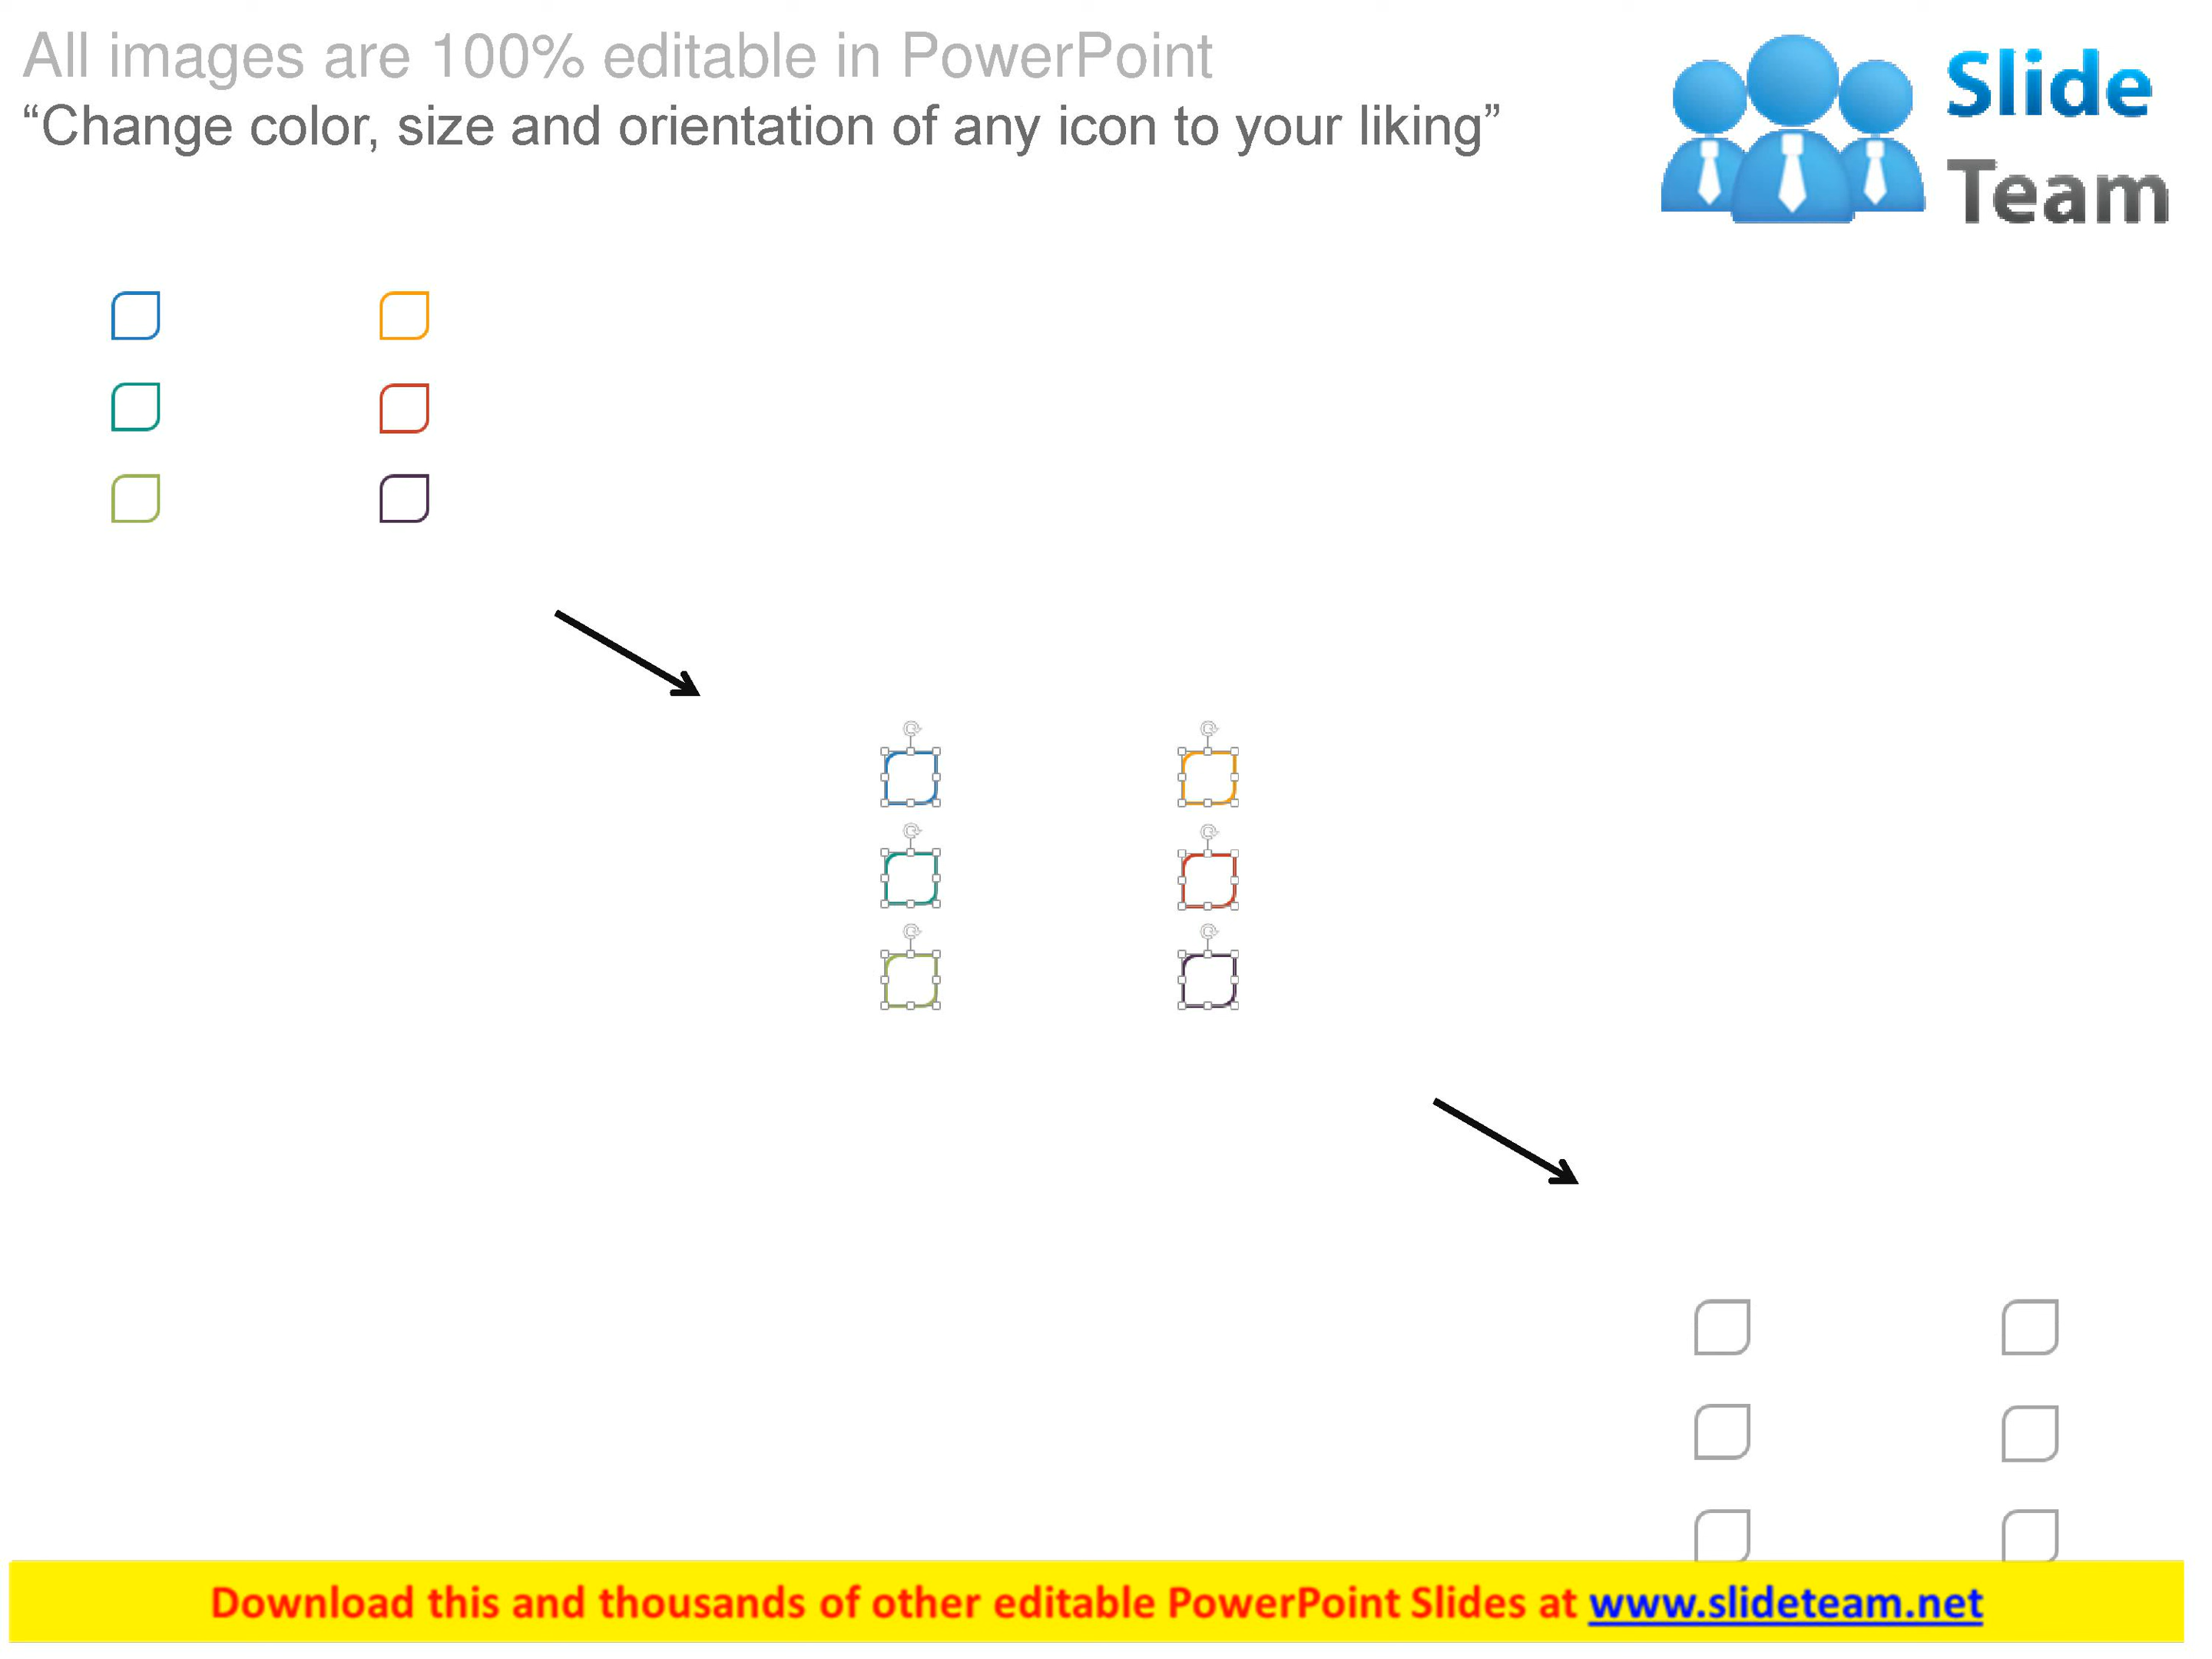 All images are 100% editable in PowerPoint
“Change color, size and orientation of any icon to your liking”
Slide
Team
Download this and thousands of other editable PowerPoint Slides at www.slideteam.net